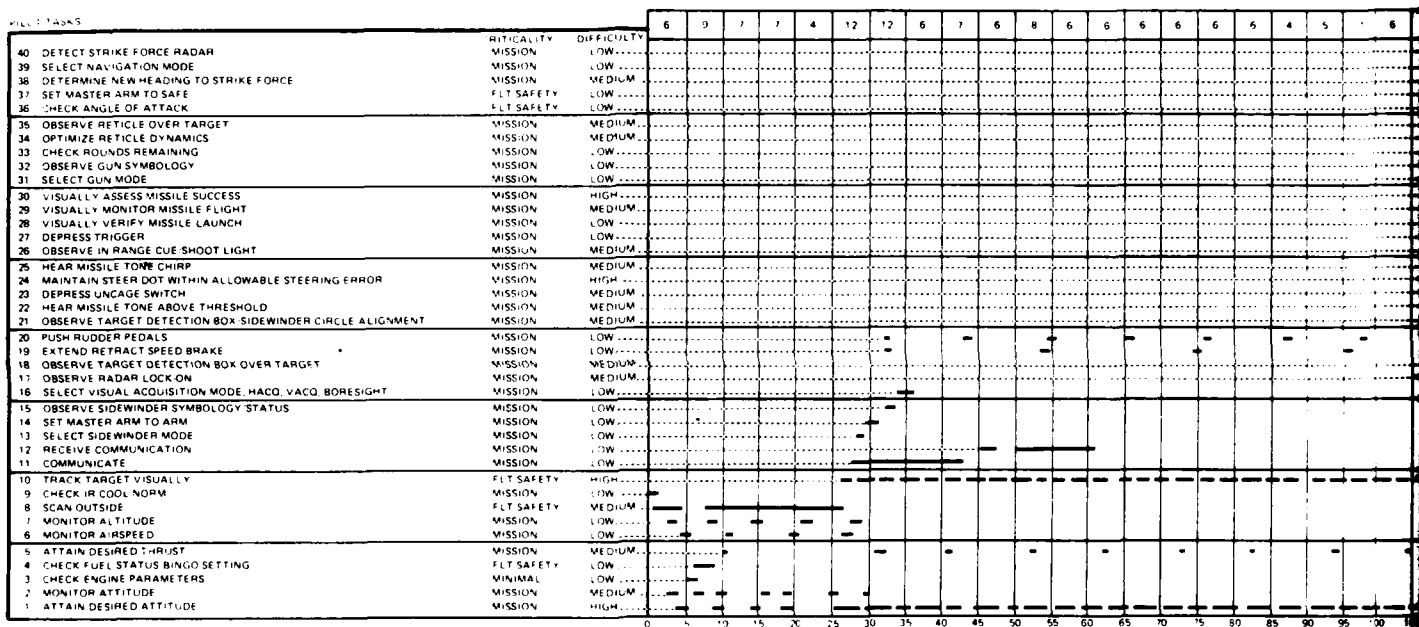 PILOT TASKS
6 9 7 7 4 12 12 6 7 6 8 6 6 6 6 6 4 5 6
RITICALITY DIFFICULTY
40 DETECT STRIKE FORCE RADAR MISSION LOW
39 SELECT NAVIGATION MODE MISSION LOW
38 DETERMINE NEW HEADING TO STRIKE FORCE MISSION MEDIUM
37 SET MASTER ARM TO SAFE FLT SAFETY LOW
36 CHECK ANGLE OF ATTACK FLT SAFETY LOW
35 OBSERVE RETICLE OVER TARGET MISSION MEDIUM
34 OPTIMIZE RETICLE DYNAMICS MISSION MEDIUM
33 CHECK ROUNDS REMAINING MISSION LOW
32 OBSERVE GUN SYMBOLOGY MISSION LOW
31 SELECT GUN MODE MISSION LOW
30 VISUALLY ASSESS MISSILE SUCCESS MISSION HIGH
29 VISUALLY MONITOR MISSILE FLIGHT MISSION MEDIUM
28 VISUALLY VERIFY MISSILE LAUNCH MISSION LOW
27 DEPRESS TRIGGER MISSION LOW
26 OBSERVE IN RANGE CUE SHOOT LIGHT MISSION MEDIUM
25 HEAR MISSILE TONE CHIRP MISSION MEDIUM
24 MAINTAIN STEER DOT WITHIN ALLOWABLE STEERING ERROR MISSION HIGH
23 DEPRESS UNCAGE SWITCH MISSION MEDIUM
22 HEAR MISSILE TONE ABOVE THRESHOLD MISSION MEDIUM
21 OBSERVE TARGET DETECTION BOX SIDEWINDER CIRCLE ALIGNMENT MISSION MEDIUM
20 PUSH RUDDER PEDALS MISSION LOW
19 EXTEND RETRACT SPEED BRAKE MISSION LOW
18 OBSERVE TARGET DETECTION BOX OVER TARGET MISSION MEDIUM
17 OBSERVE RADAR LOCK-ON MISSION MEDIUM
16 SELECT VISUAL ACQUISITION MODE, HACQ, VACQ, BORESIGHT MISSION LOW
15 OBSERVE SIDEWINDER SYMBOLOGY STATUS MISSION LOW
14 SET MASTER ARM TO ARM MISSION LOW
13 SELECT SIDEWINDER MODE MISSION LOW
12 RECEIVE COMMUNICATION MISSION LOW
11 COMMUNICATE MISSION LOW
10 TRACK TARGET VISUALLY FLT SAFETY HIGH
9 CHECK IR COOL NORM MISSION LOW
8 SCAN OUTSIDE FLT SAFETY MEDIUM
7 MONITOR ALTITUDE MISSION LOW
6 MONITOR AIRSPEED MISSION LOW
5 ATTAIN DESIRED THRUST MISSION MEDIUM
4 CHECK FUEL STATUS BINGO SETTING FLT SAFETY LOW
3 CHECK ENGINE PARAMETERS MINIMAL LOW
2 MONITOR ATTITUDE MISSION MEDIUM
1 ATTAIN DESIRED ATTITUDE MISSION HIGH
0 5 10 15 20 25 30 35 40 45 50 55 60 65 70 75 80 85 90 95 00